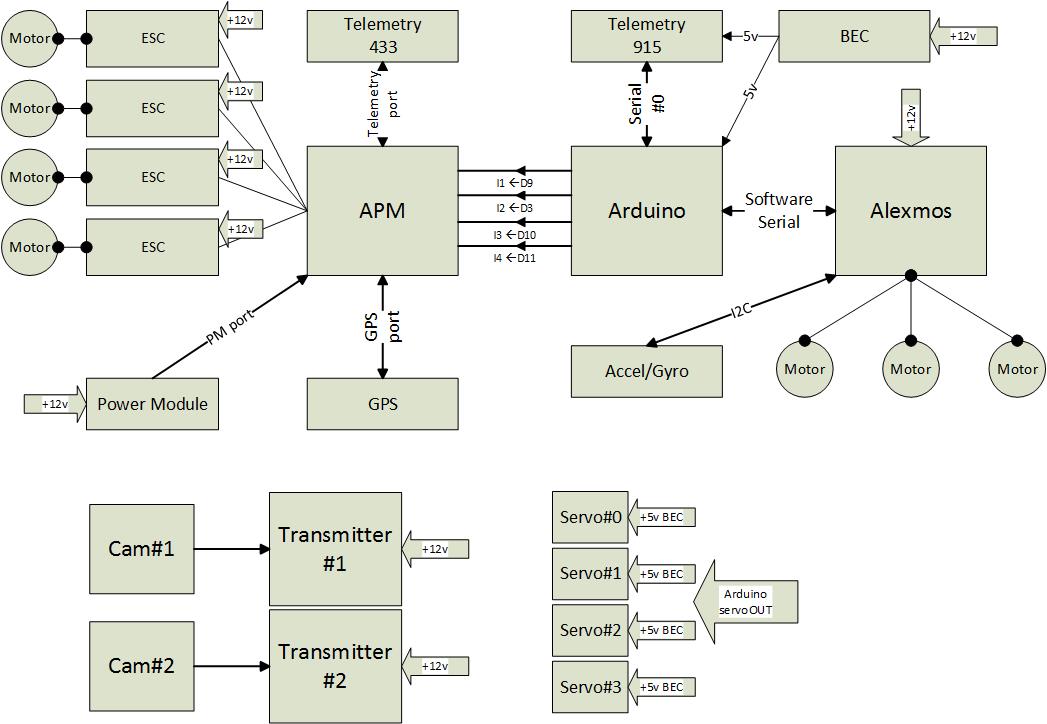 Motor
ESC
+12v
Motor
ESC
+12v
Motor
ESC
+12v
Motor
ESC
+12v
Telemetry
433
Telemetry
port
APM
Telemetry
915
Serial
#0
5v
BEC
+12v
5v
+12v
I1 ←D9
I2 ←D3
I3 ←D10
I4 ←D11
Arduino
Software
Serial
Alexmos
PM port
GPS
port
I2C
+12v
Power Module
GPS
Accel/Gyro
Motor
Motor
Motor
Cam#1
Transmitter
#1
+12v
Cam#2
Transmitter
#2
+12v
Servo#0
+5v BEC
Servo#1
+5v BEC
Servo#2
+5v BEC
Servo#3
+5v BEC
Arduino
servoOUT